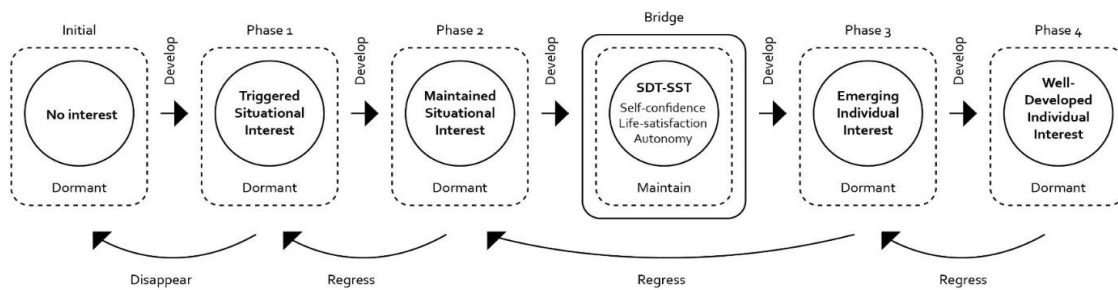 Bridge
Initial
Phase 1
Phase 2
Phase 3
Phase 4
Develop
Develop
Develop
Develop
Develop
No interest
Triggered
Situational
Interest
Maintained
Situational
Interest
SDT-SST
Self-confidence
Life-satisfaction
Autonomy
Emerging
Individual
Interest
Well-
Developed
Individual
Interest
Dormant
Dormant
Dormant
Maintain
Dormant
Dormant
Disappear
Regress
Regress
Regress